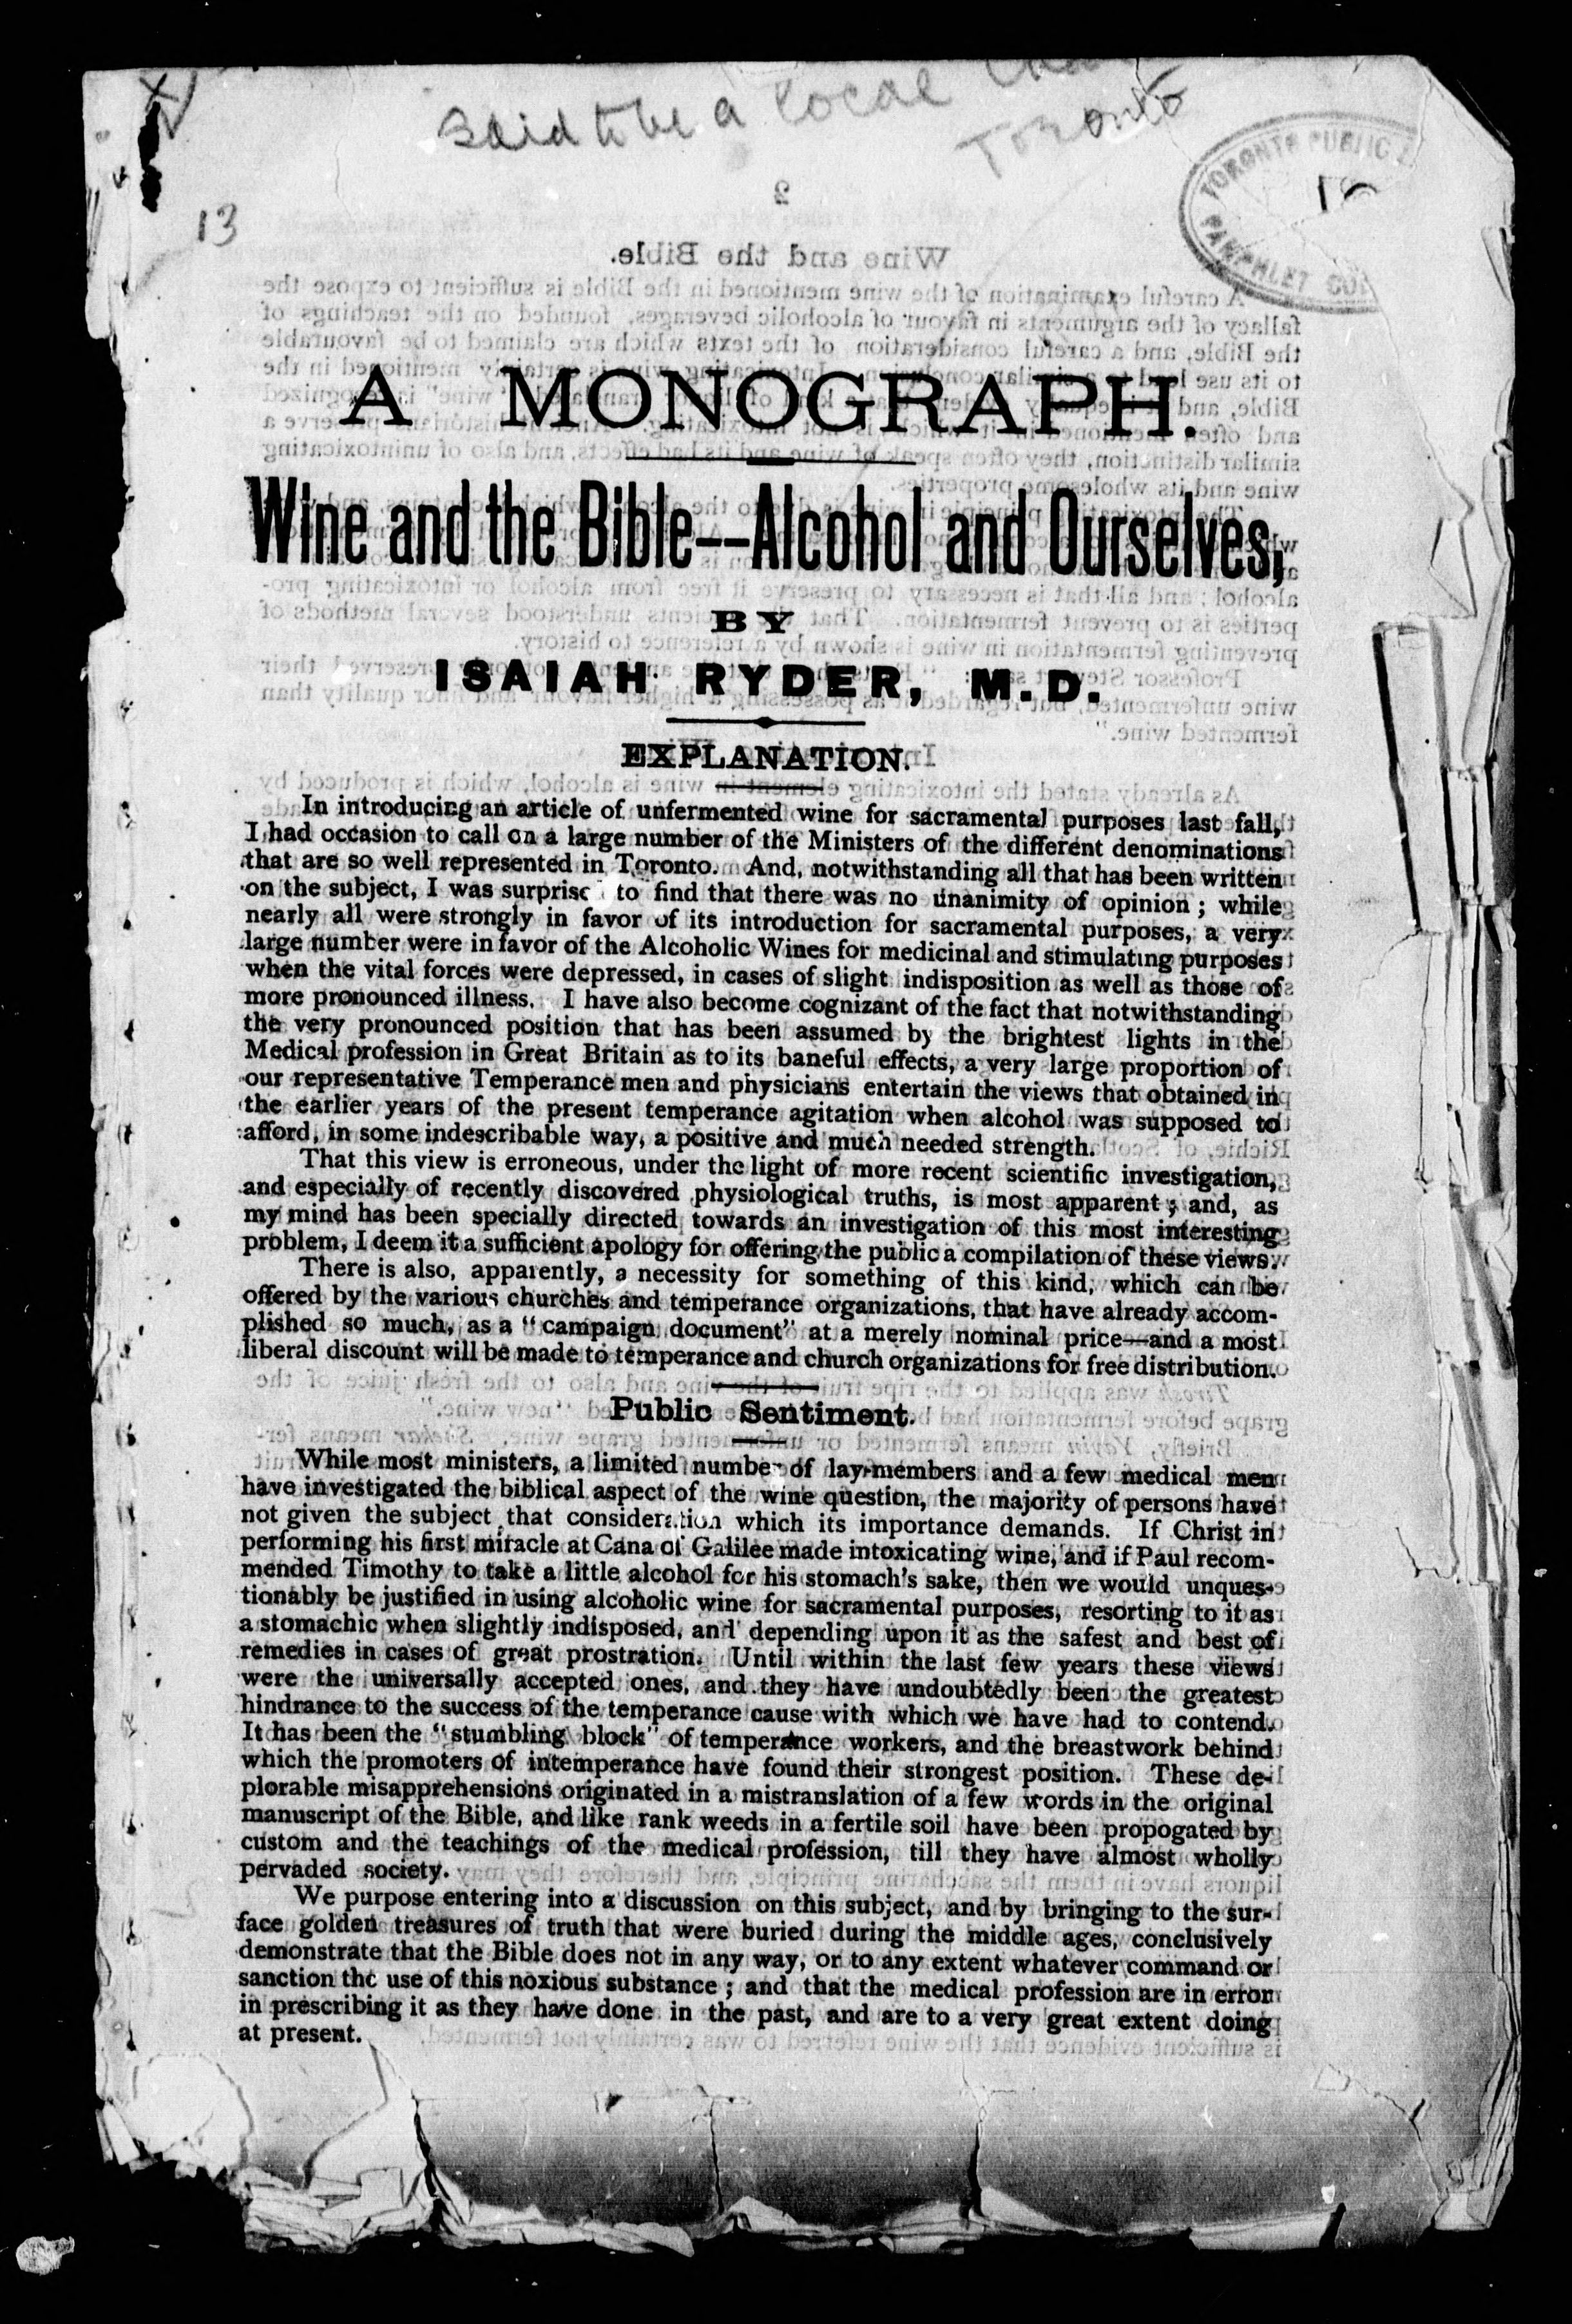 Said to be a local
Toronto
TORONTO PUBLIC
PAMPHLET COL
13
A MONOGRAPH.
Wine and the Bible--Alcohol and Ourselves,
BY
ISAIAH RYDER, M.D.
EXPLANATION.
In introducing an article of unfermented wine for sacramental purposes last fall,
I had occasion to call on a large number of the Ministers of the different denominations
that are so well represented in Toronto. And, notwithstanding all that has been written
on the subject, I was surprise to find that there was no unanimity of opinion; while
nearly all were strongly in favor of its introduction for sacramental purposes, a very
large number were in favor of the Alcoholic Wines for medicinal and stimulating purposes
when the vital forces were depressed, in cases of slight indisposition as well as those of
more pronounced illness. I have also become cognizant of the fact that notwithstanding
the very pronounced position that has been assumed by the brightest lights in the
Medical profession in Great Britain as to its baneful effects, a very large proportion of
our representative Temperance men and physicians entertain the views that obtained in
the earlier years of the present temperance agitation when alcohol was supposed to
afford, in some indescribable way, a positive and much needed strength.
That this view is erroneous, under the light of more recent scientific investigation,
and especially of recently discovered physiological truths, is most apparent; and, as
my mind has been specially directed towards an investigation of this most interesting
problem, I deem it a sufficient apology for offering the public a compilation of these views.
There is also, apparently, a necessity for something of this kind, which can be
offered by the various churches and temperance organizations, that have already accom-
plished so much, as a "campaign document" at a merely nominal price—and a most
liberal discount will be made to temperance and church organizations for free distribution.
Public Sentiment.
While most ministers, a limited number of lay-members and a few medical men
have investigated the biblical aspect of the wine question, the majority of persons have
not given the subject that consideration which its importance demands. If Christ in
performing his first miracle at Cana of Galilee made intoxicating wine, and if Paul recom-
mended Timothy to take a little alcohol for his stomach's sake, then we would unques-
tionably be justified in using alcoholic wine for sacramental purposes, resorting to it as
a stomachic when slightly indisposed, and depending upon it as the safest and best of
remedies in cases of great prostration. Until within the last few years these views
were the universally accepted ones, and they have undoubtedly been the greatest
hindrance to the success of the temperance cause with which we have had to contend.
It has been the "stumbling block" of temperance workers, and the breastwork behind
which the promoters of intemperance have found their strongest position. These de-
plorable misapprehensions originated in a mistranslation of a few words in the original
manuscript of the Bible, and like rank weeds in a fertile soil have been propogated by
custom and the teachings of the medical profession, till they have almost wholly
pervaded society.
We purpose entering into a discussion on this subject, and by bringing to the sur-
face golden treasures of truth that were buried during the middle ages, conclusively
demonstrate that the Bible does not in any way, or to any extent whatever command or
sanction the use of this noxious substance; and that the medical profession are in error
in prescribing it as they have done in the past, and are to a very great extent doing
at present.